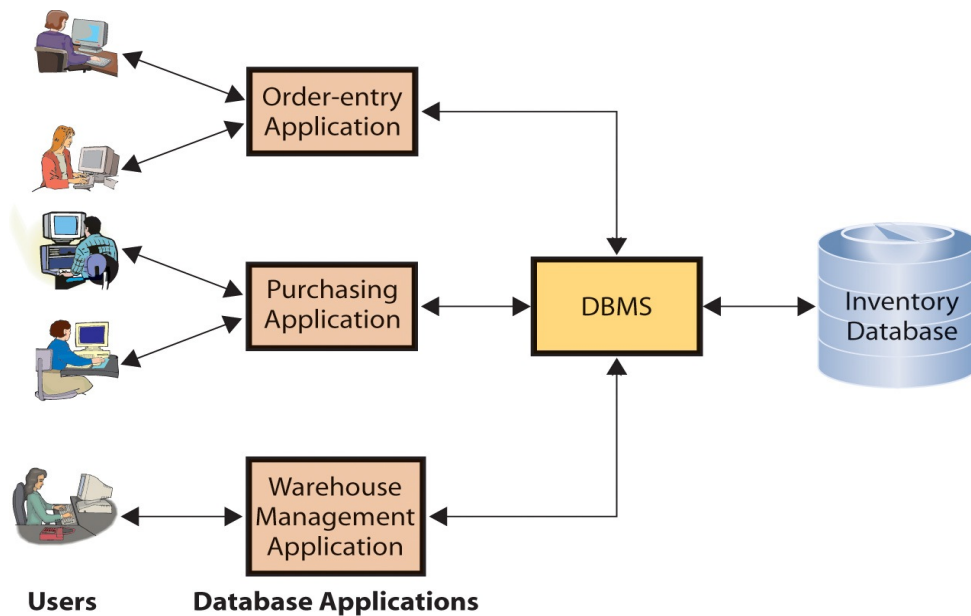 Order-entry
Application
Purchasing
Application
DBMS
Inventory
Database
Warehouse
Management
Application
Users
Database Applications